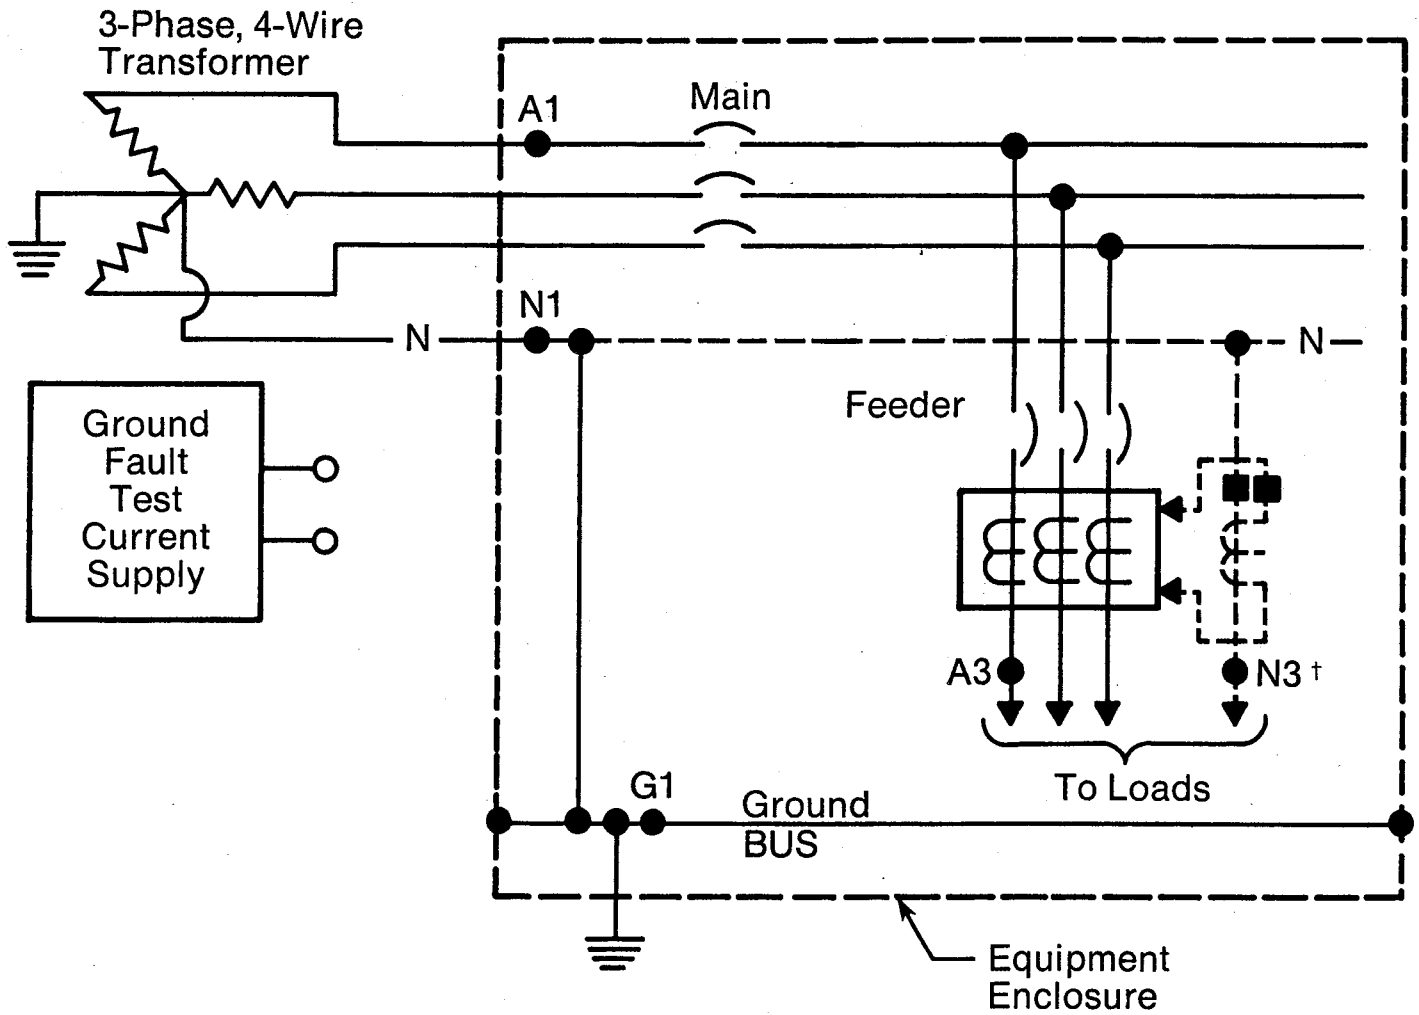 3-Phase, 4-Wire
Transformer
A1
Main
N1
N
N
Feeder
Ground
Fault
Test
Current
Supply
A3
N3 †
To Loads
G1
Ground
BUS
Equipment
Enclosure